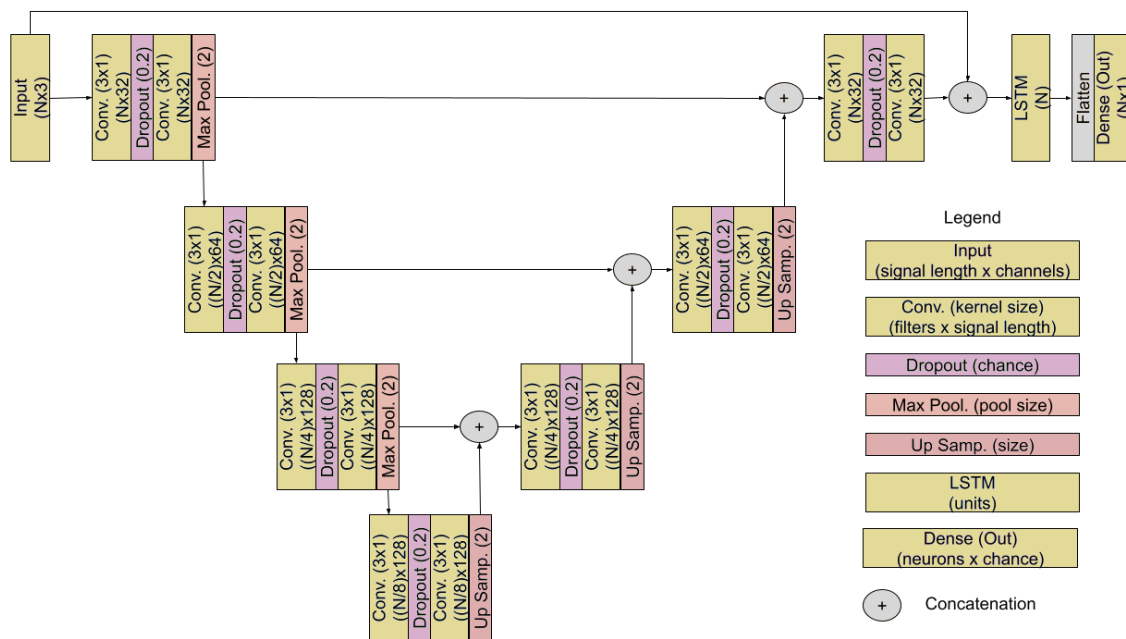 Input
(Nx3)
Conv. (3x1)
(Nx32)
Dropout (0.2)
Conv. (3x1)
(Nx32)
Max Pool. (2)
+
Conv. (3x1)
(Nx32)
Dropout (0.2)
Conv. (3x1)
(Nx32)
+
LSTM
(N)
Flatten
Dense (Out)
(Nx1)
Conv. (3x1)
((N/2)x64)
Dropout (0.2)
Conv. (3x1)
((N/2)x64)
Max Pool. (2)
+
Conv. (3x1)
((N/2)x64)
Dropout (0.2)
Conv. (3x1)
((N/2)x64)
Up Samp. (2)
Conv. (3x1)
((N/4)x128)
Dropout (0.2)
Conv. (3x1)
((N/4)x128)
Max Pool. (2)
+
Conv. (3x1)
((N/4)x128)
Dropout (0.2)
Conv. (3x1)
((N/4)x128)
Up Samp. (2)
Conv. (3x1)
((N/8)x128)
Dropout (0.2)
Conv. (3x1)
((N/8)x128)
Up Samp. (2)
Legend
Input
(signal length x channels)
Conv. (kernel size)
(filters x signal length)
Dropout (chance)
Max Pool. (pool size)
Up Samp. (size)
LSTM
(units)
Dense (Out)
(neurons x chance)
+
Concatenation